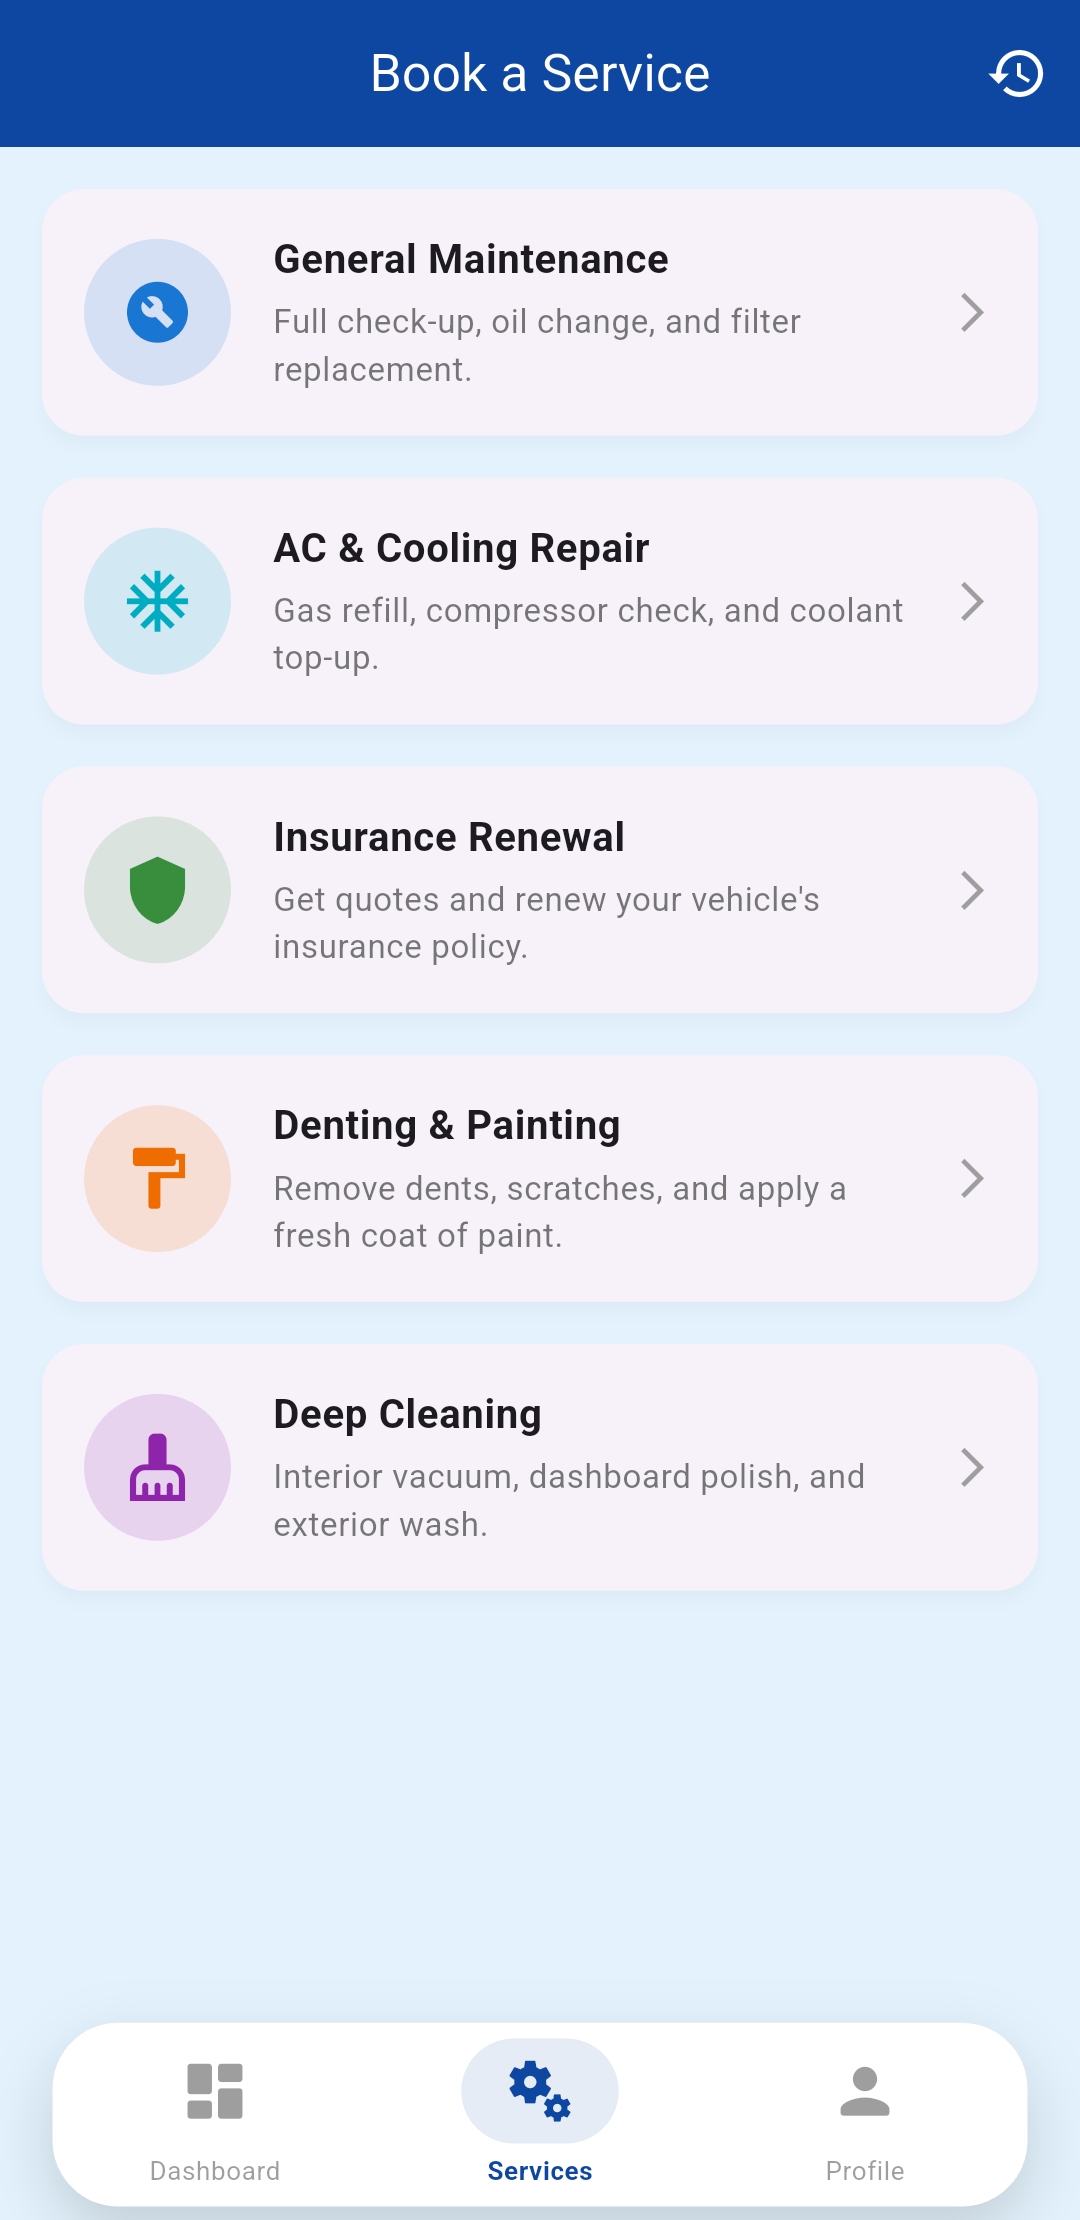 Book a Service
General Maintenance
Full check-up, oil change, and filter
replacement.
AC & Cooling Repair
Gas refill, compressor check, and coolant
top-up.
Insurance Renewal
Get quotes and renew your vehicle's
insurance policy.
Denting & Painting
Remove dents, scratches, and apply a
fresh coat of paint.
Deep Cleaning
Interior vacuum, dashboard polish, and
exterior wash.
Dashboard
Services
Profile